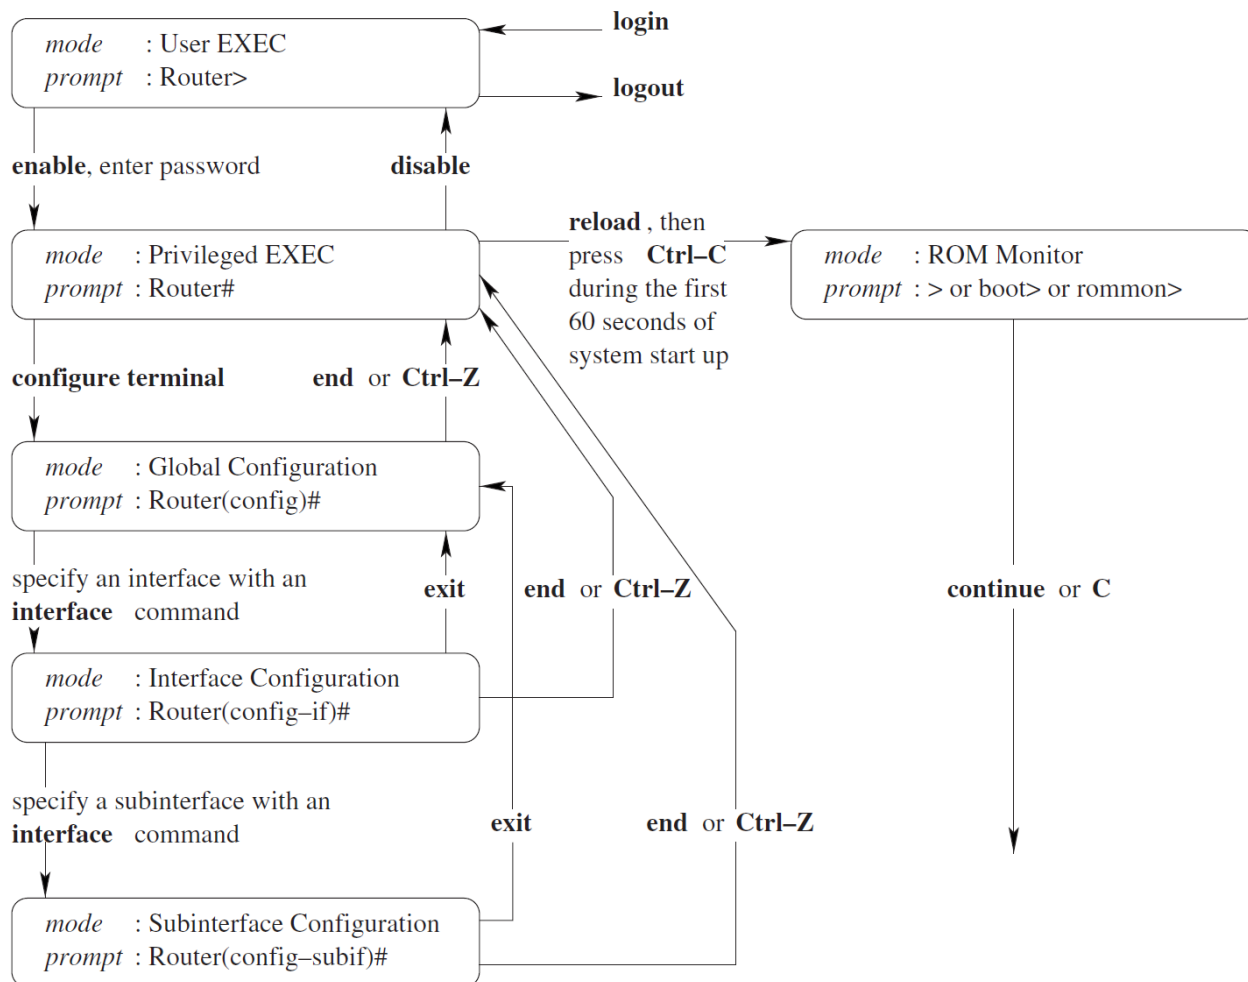 login
mode : User EXEC
prompt : Router>
logout
enable, enter password
disable
reload , then
press Ctrl–C
during the first
60 seconds of
system start up
mode : Privileged EXEC
prompt : Router#
mode : ROM Monitor
prompt : > or boot> or rommon>
configure terminal
end or Ctrl–Z
mode : Global Configuration
prompt : Router(config)#
specify an interface with an
interface command
exit
end or Ctrl–Z
continue or C
mode : Interface Configuration
prompt : Router(config–if)#
specify a subinterface with an
interface command
exit
end or Ctrl–Z
mode : Subinterface Configuration
prompt : Router(config–subif)#